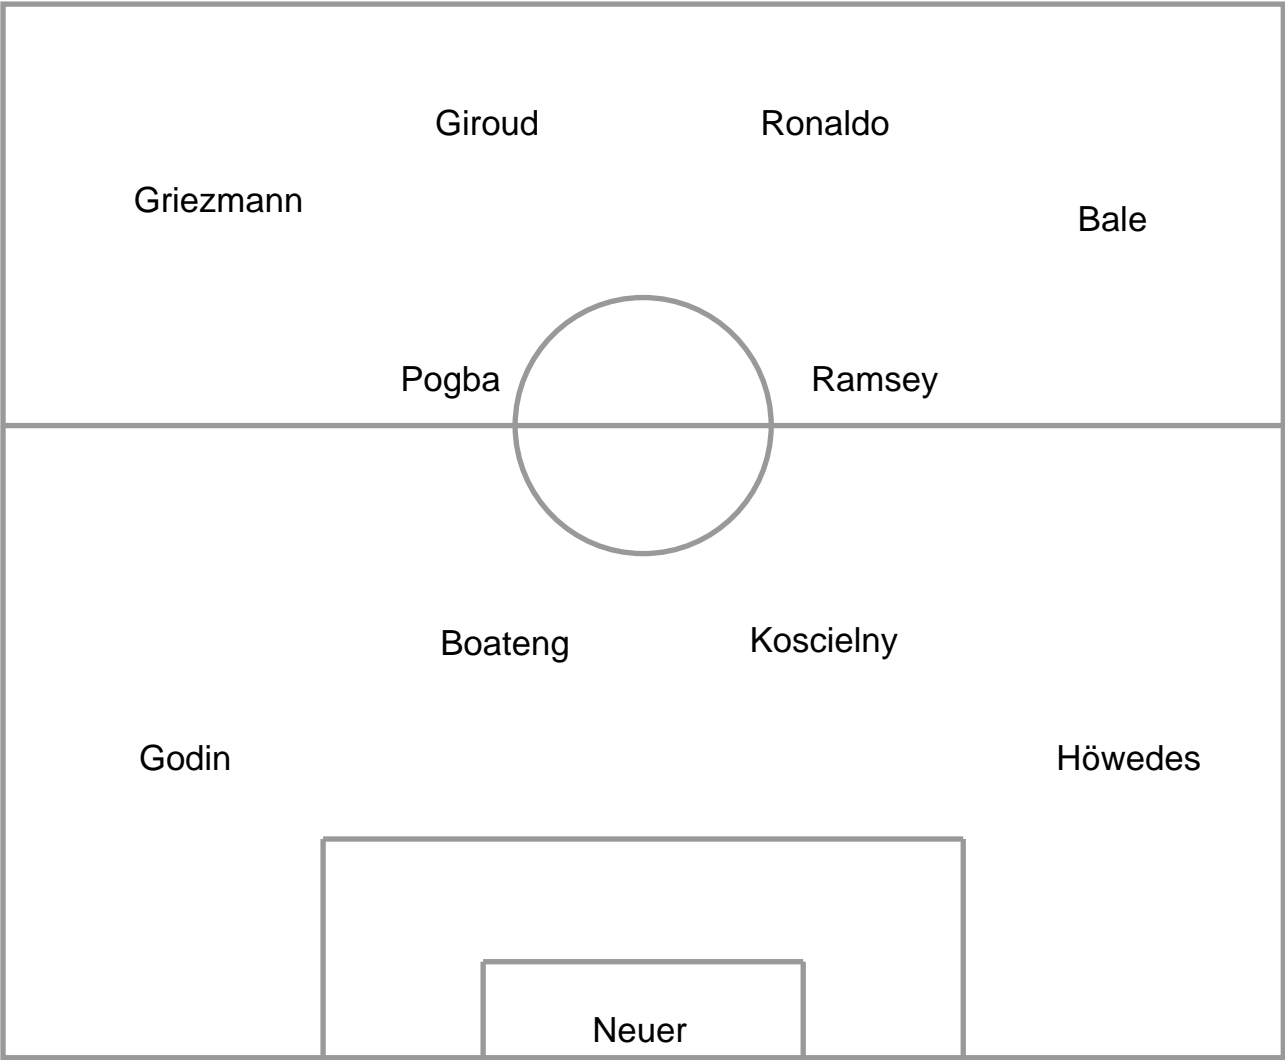 Giroud Ronaldo
Griezmann
Bale
Pogba Ramsey
Boateng Koscielny
Godin Höwedes
Neuer